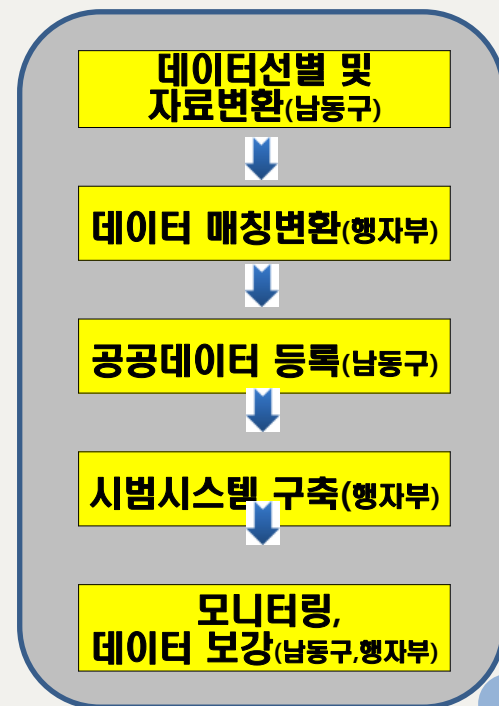 데이터선별 및
자료변환(남동구)
데이터 매칭변환(행자부)
공공데이터 등록(남동구)
시범시스템 구축(행자부)
모니터링,
데이터 보강(남동구,행자부)